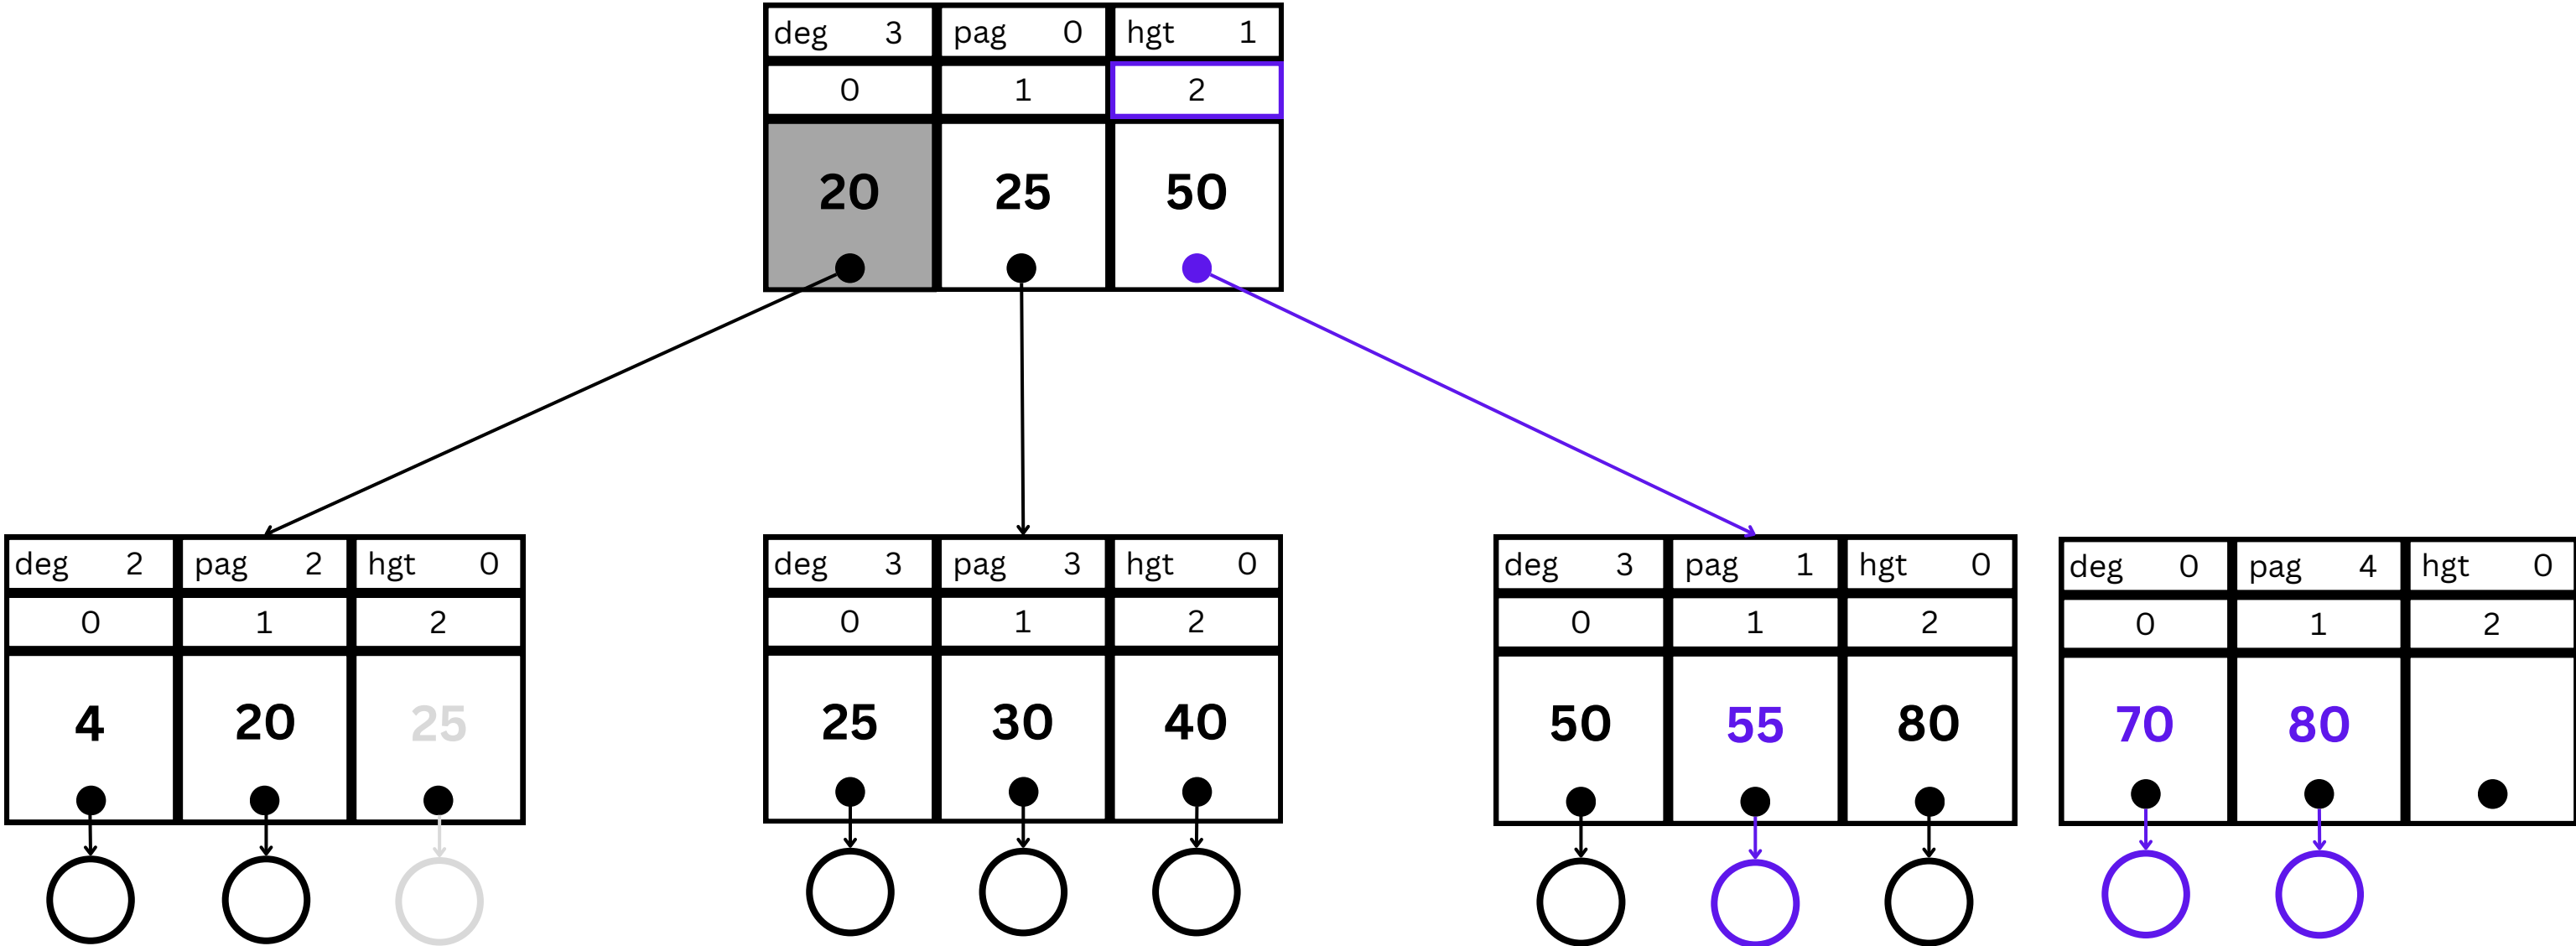 deg 3 pag 0 hgt 1
0 1 2
20 25 50
deg 2 pag 2 hgt 0
0 1 2
4 20 25
deg 3 pag 3 hgt 0
0 1 2
25 30 40
deg 3 pag 1 hgt 0
0 1 2
50 55 80
deg 0 pag 4 hgt 0
0 1 2
70 80